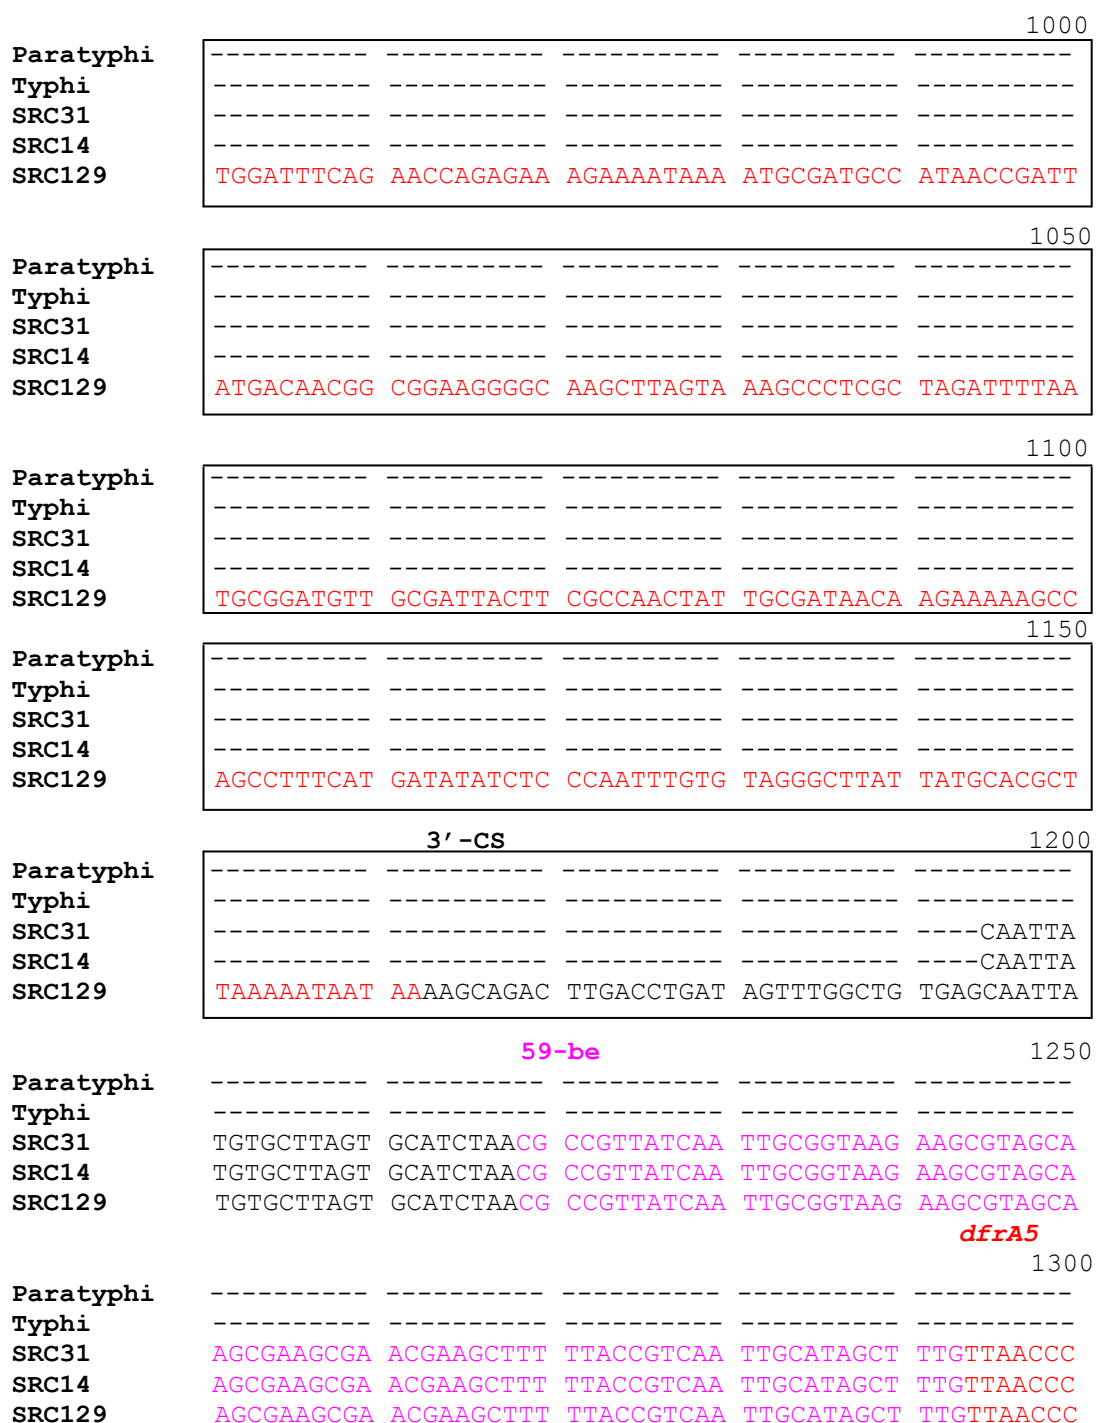 1000
Paratyphi ---------- ---------- ---------- ---------- ----------
Typhi ---------- ---------- ---------- ---------- ----------
SRC31 ---------- ---------- ---------- ---------- ----------
SRC14 ---------- ---------- ---------- ---------- ----------
SRC129 TGGATTTCAG AACCAGAGAA AGAAAATAAA ATGCGATGCC ATAACCGATT
1050
Paratyphi ---------- ---------- ---------- ---------- ----------
Typhi ---------- ---------- ---------- ---------- ----------
SRC31 ---------- ---------- ---------- ---------- ----------
SRC14 ---------- ---------- ---------- ---------- ----------
SRC129 ATGACAACGG CGGAAGGGGC AAGCTTAGTA AAGCCCTCGC TAGATTTTAA
1100
Paratyphi ---------- ---------- ---------- ---------- ----------
Typhi ---------- ---------- ---------- ---------- ----------
SRC31 ---------- ---------- ---------- ---------- ----------
SRC14 ---------- ---------- ---------- ---------- ----------
SRC129 TGCGGATGTT GCGATTACTT CGCCAACTAT TGCGATAACA AGAAAAAGCC
1150
Paratyphi ---------- ---------- ---------- ---------- ----------
Typhi ---------- ---------- ---------- ---------- ----------
SRC31 ---------- ---------- ---------- ---------- ----------
SRC14 ---------- ---------- ---------- ---------- ----------
SRC129 AGCCTTTCAT GATATATCTC CCAATTTGTG TAGGGCTTAT TATGCACGCT
3′-CS 1200
Paratyphi ---------- ---------- ---------- ---------- ----------
Typhi ---------- ---------- ---------- ---------- ----------
SRC31 ---------- ---------- ---------- ---------- ----CAATTA
SRC14 ---------- ---------- ---------- ---------- ----CAATTA
SRC129 TAAAAATAAT AAAAGCAGAC TTGACCTGAT AGTTTGGCTG TGAGCAATTA
59-be 1250
Paratyphi ---------- ---------- ---------- ---------- ----------
Typhi ---------- ---------- ---------- ---------- ----------
SRC31 TGTGCTTAGT GCATCTAACG CCGTTATCAA TTGCGGTAAG AAGCGTAGCA
SRC14 TGTGCTTAGT GCATCTAACG CCGTTATCAA TTGCGGTAAG AAGCGTAGCA
SRC129 TGTGCTTAGT GCATCTAACG CCGTTATCAA TTGCGGTAAG AAGCGTAGCA
dfrA5
1300
Paratyphi ---------- ---------- ---------- ---------- ----------
Typhi ---------- ---------- ---------- ---------- ----------
SRC31 AGCGAAGCGA ACGAAGCTTT TTACCGTCAA TTGCATAGCT TTGTTAACCC
SRC14 AGCGAAGCGA ACGAAGCTTT TTACCGTCAA TTGCATAGCT TTGTTAACCC
SRC129 AGCGAAGCGA ACGAAGCTTT TTACCGTCAA TTGCATAGCT TTGTTAACCC